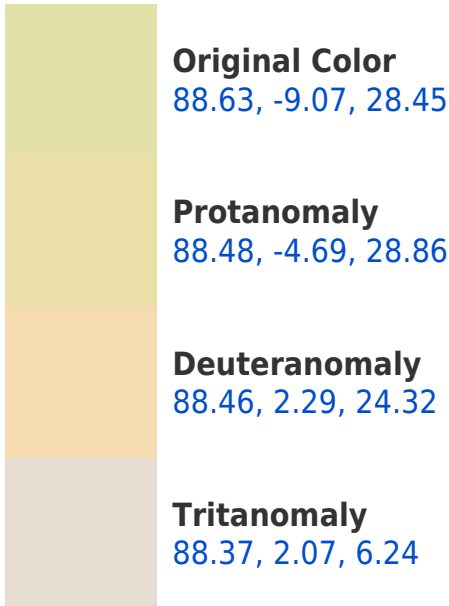 Original Color
88.63, -9.07, 28.45
Protanomaly
88.48, -4.69, 28.86
Deuteranomaly
88.46, 2.29, 24.32
Tritanomaly
88.37, 2.07, 6.24